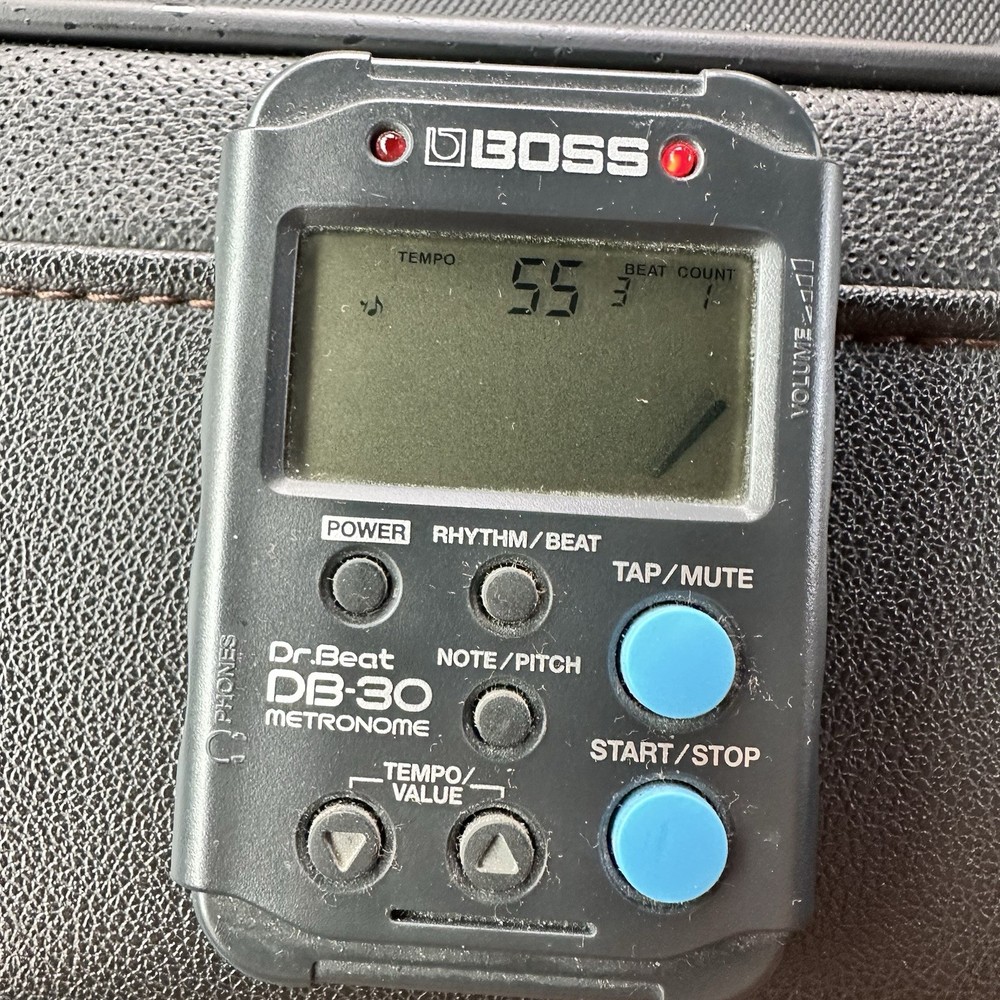 BOSS
TEMPO 55 BEAT 3 COUNT 1
VOLUME
POWER
RHYTHM/BEAT
TAP/MUTE
PHONES
Dr.Beat
DB-30
METRONOME
NOTE/PITCH
START/STOP
TEMPO/
VALUE